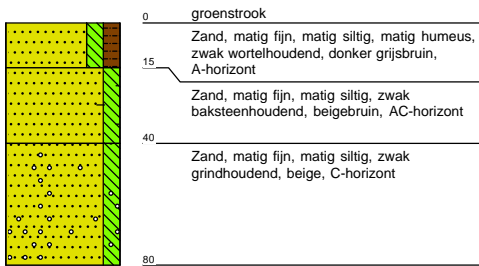 0
groenstrook
Zand, matig fijn, matig siltig, matig humeus,
zwak wortelhoudend, donker grijsbruin,
A-horizont
15
Zand, matig fijn, matig siltig, zwak
baksteenhoudend, beigebruin, AC-horizont
40
Zand, matig fijn, matig siltig, zwak
grindhoudend, beige, C-horizont
80